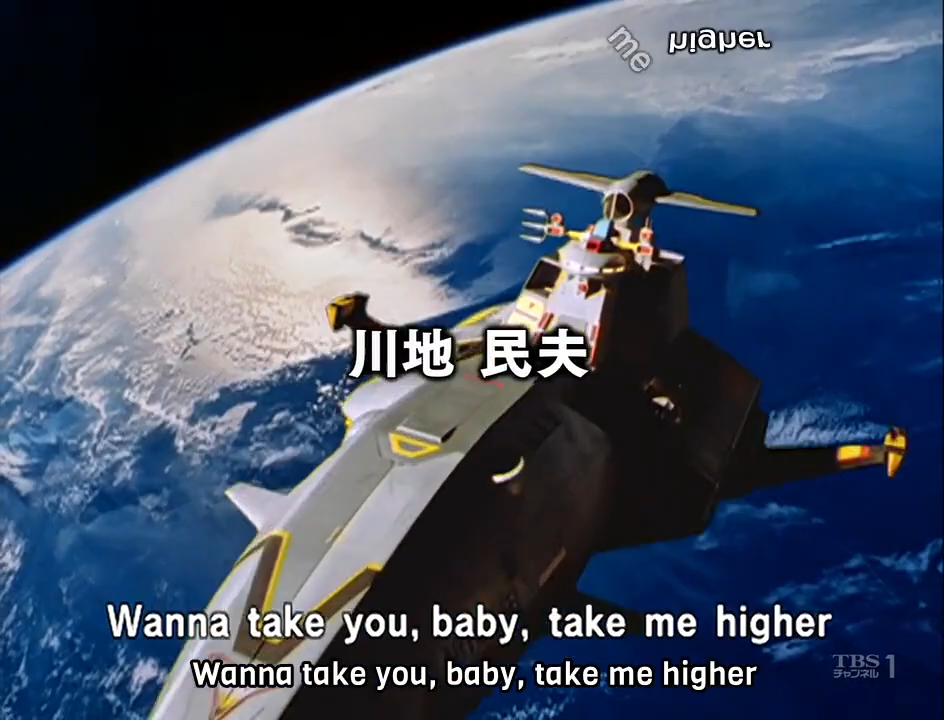 me higher
川地 民夫
Wanna take you, baby, take me higher
Wanna take you, baby, take me higher
TBS チャンネル 1